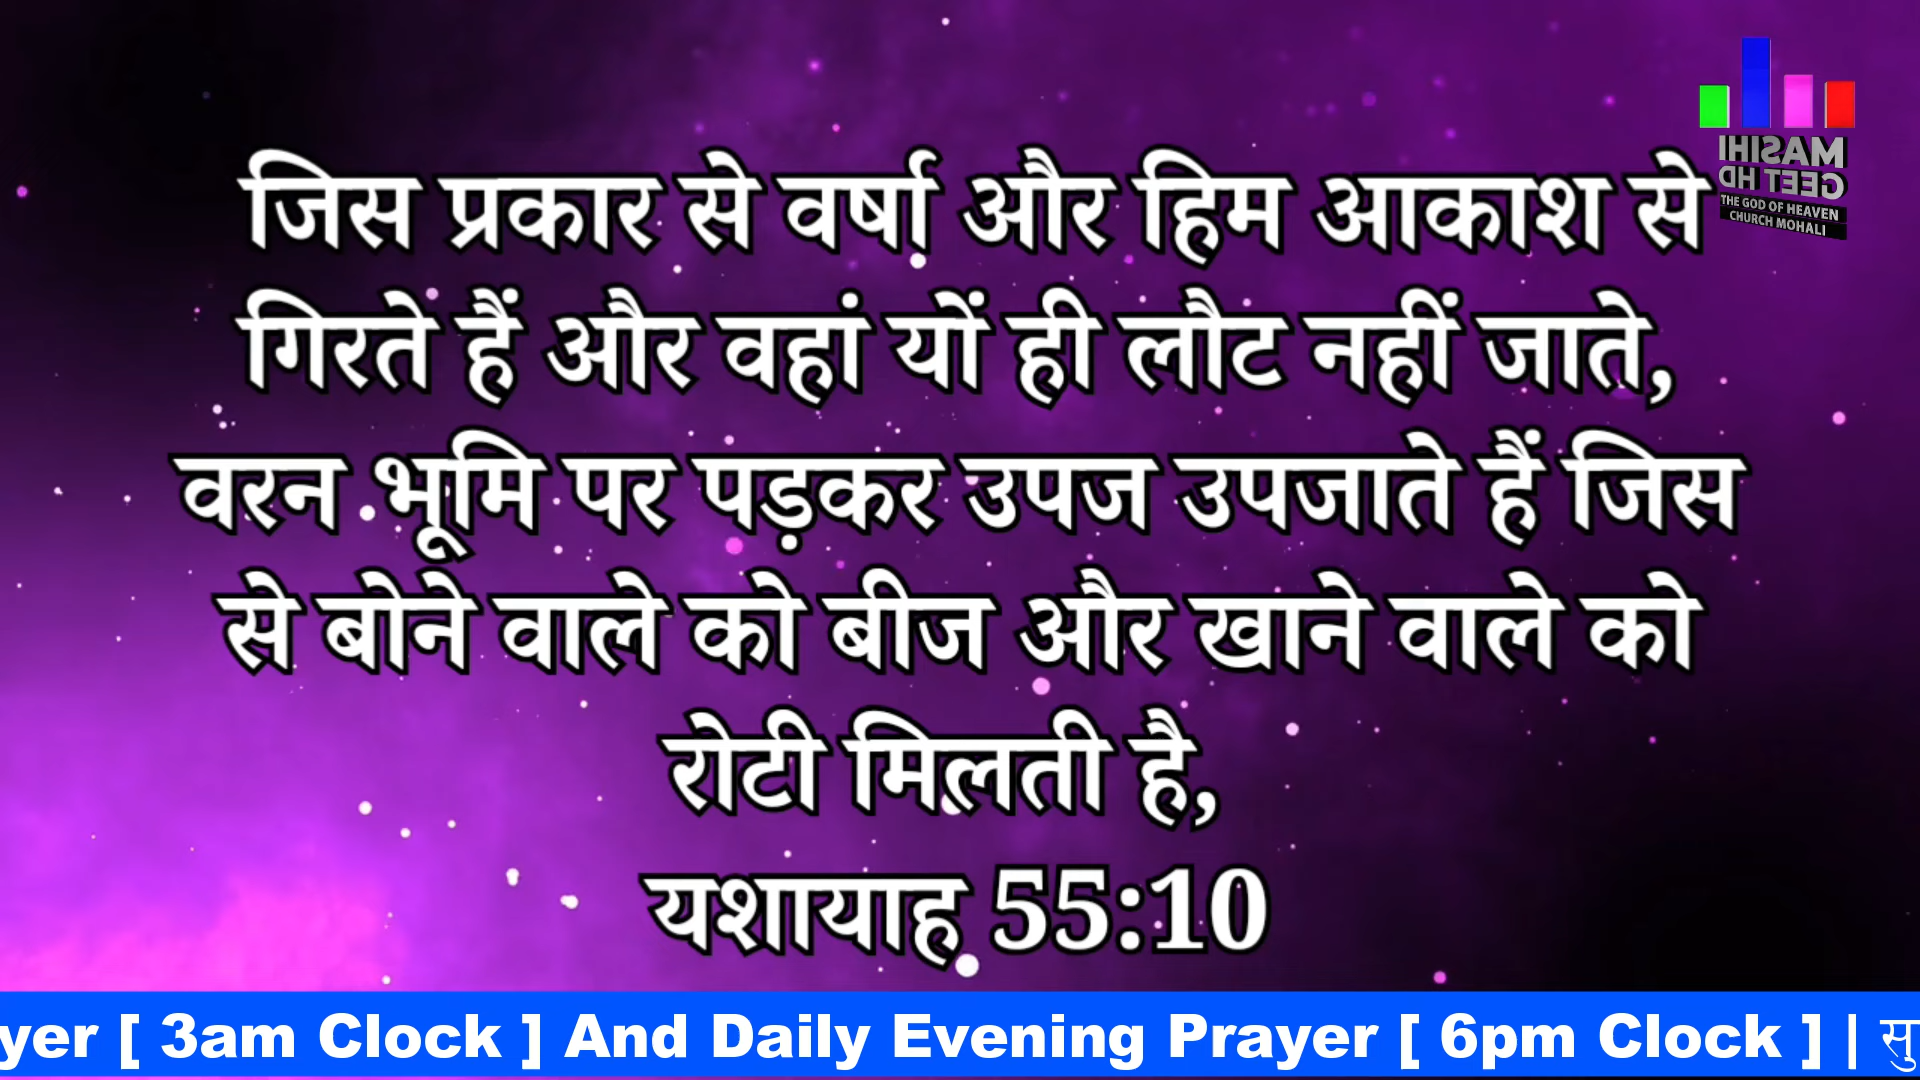 MASIHI
GEET HD
THE GOD OF HEAVEN
CHURCH MOHALI
जिस प्रकार से वर्षा और हिम आकाश से
गिरते हैं और वहां यों ही लौट नहीं जाते,
वरन भूमि पर पड़कर उपज उपजाते हैं जिस
से बोने वाले को बीज और खाने वाले को
रोटी मिलती है,
यशायाह 55:10
yer [ 3am Clock ] And Daily Evening Prayer [ 6pm Clock ] | सु